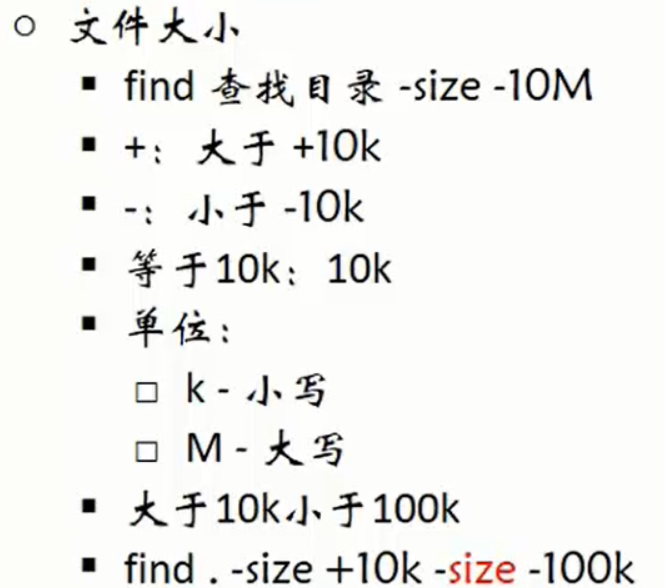 文件大小
find 查找目录 -size -10M
+：大于 +10k
-：小于 -10k
等于10k：10k
单位：
k - 小写
M - 大写
大于10k小于100k
find . -size +10k -size -100k